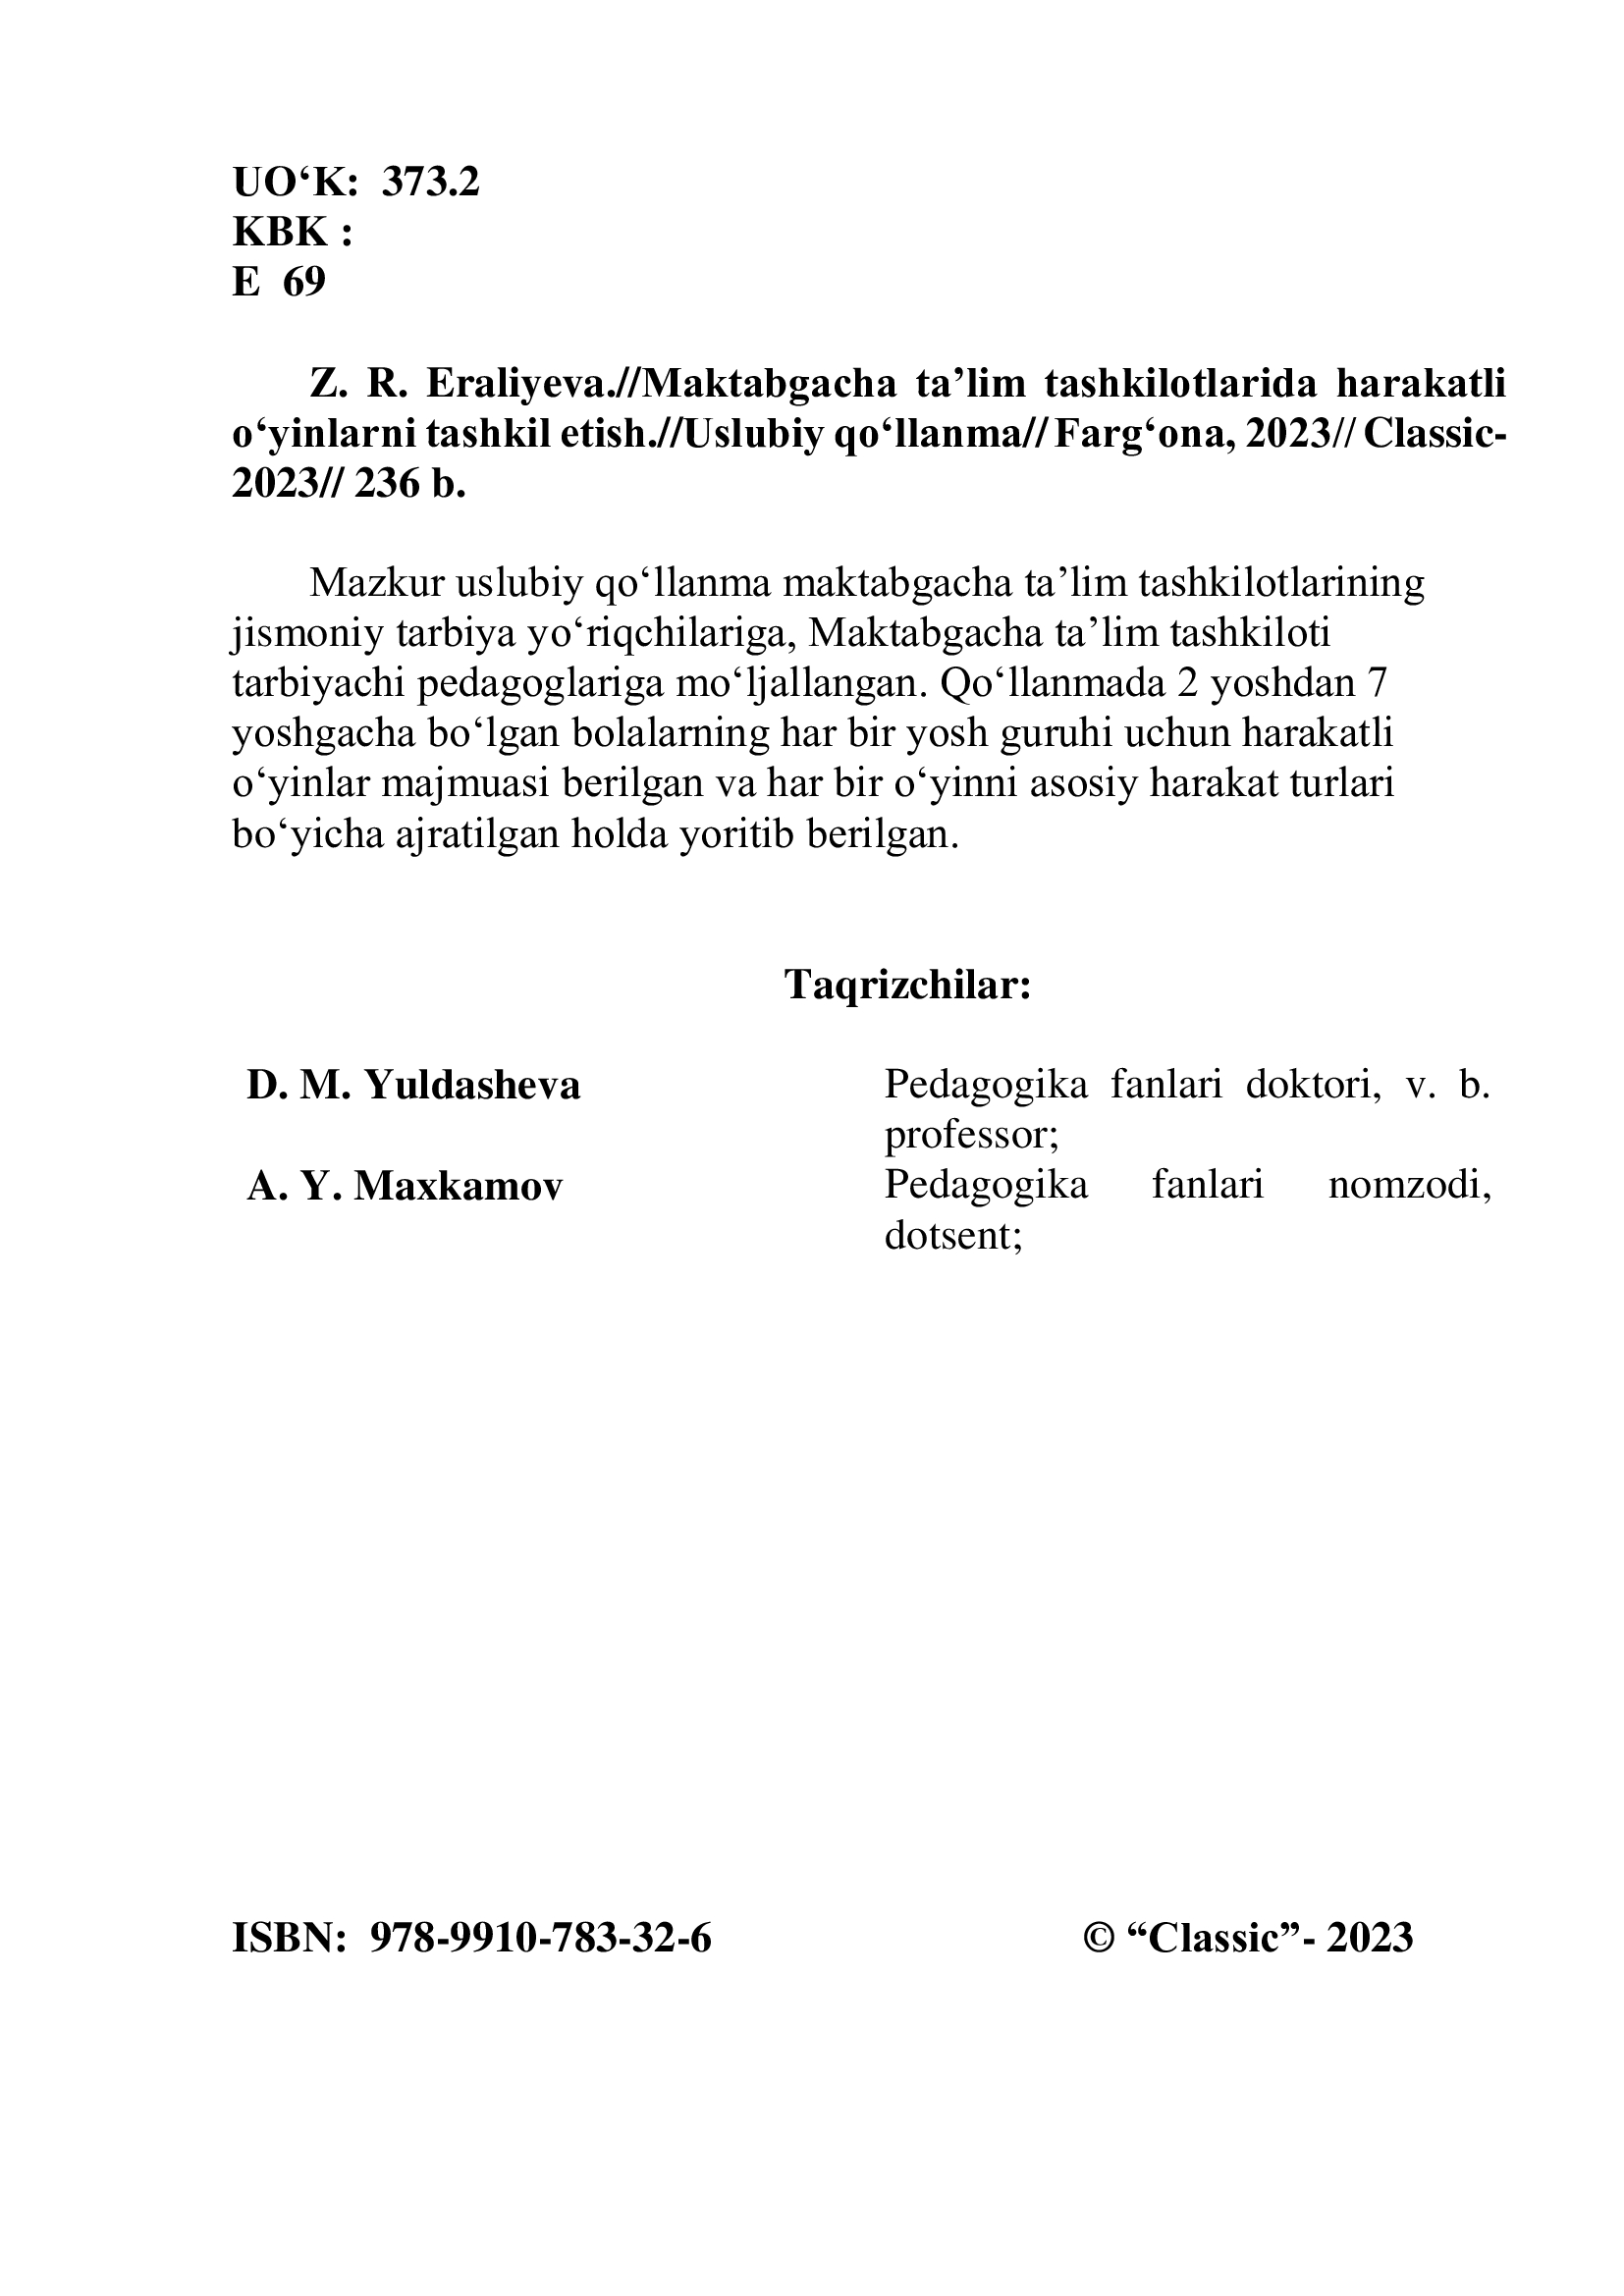 UO‘K: 373.2
KBK :
E 69
Z. R. Eraliyeva.//Maktabgacha ta’lim tashkilotlarida harakatli
o‘yinlarni tashkil etish.//Uslubiy qo‘llanma// Farg‘ona, 2023// Classic-
2023// 236 b.
Mazkur uslubiy qo‘llanma maktabgacha ta’lim tashkilotlarining
jismoniy tarbiya yo‘riqchilariga, Maktabgacha ta’lim tashkiloti
tarbiyachi pedagoglariga mo‘ljallangan. Qo‘llanmada 2 yoshdan 7
yoshgacha bo‘lgan bolalarning har bir yosh guruhi uchun harakatli
o‘yinlar majmuasi berilgan va har bir o‘yinni asosiy harakat turlari
bo‘yicha ajratilgan holda yoritib berilgan.
Taqrizchilar:
D. M. Yuldasheva Pedagogika fanlari doktori, v. b.
professor;
A. Y. Maxkamov Pedagogika fanlari nomzodi,
dotsent;
ISBN: 978-9910-783-32-6 © “Classic”- 2023